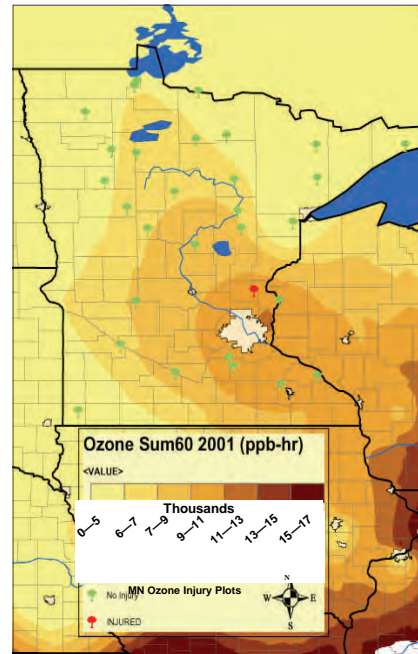 Ozone Sum60 2001 (ppb-hr)
<VALUE>
Thousands
0—5 6—7 7—9 9—11 11—13 13—15 15—17
MN Ozone Injury Plots
No Injury
INJURED
N
W E
S